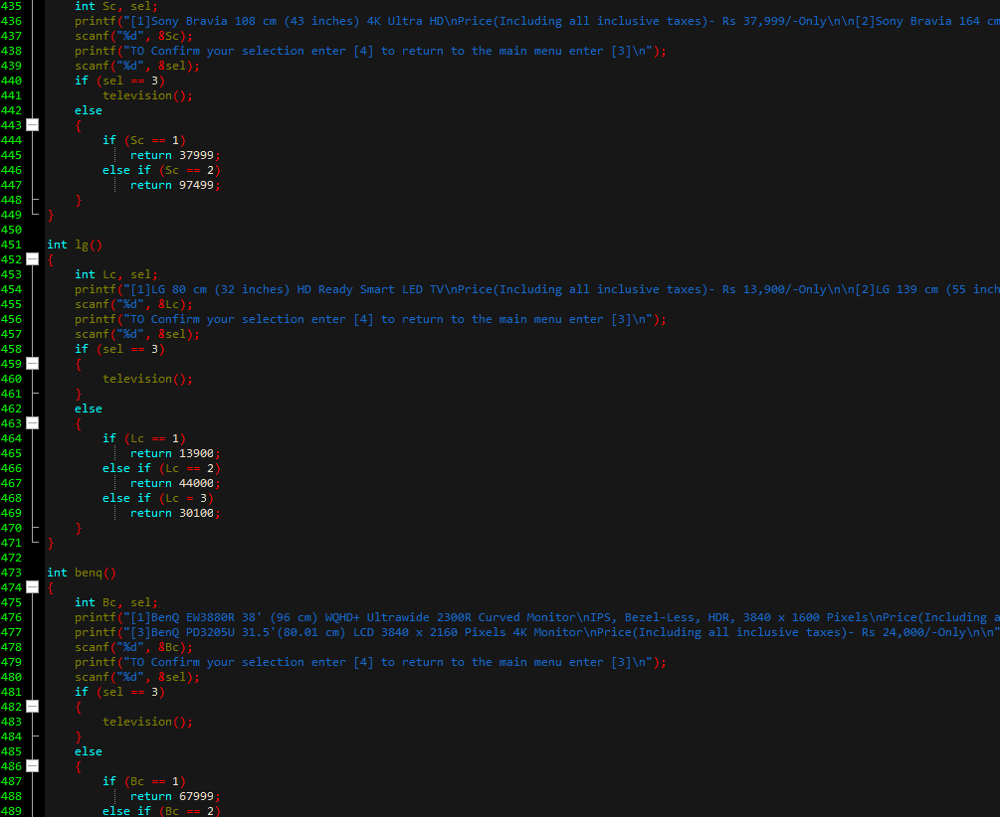 435 int Sc, sel;
436 printf("[1]Sony Bravia 108 cm (43 inches) 4K Ultra HD\nPrice(Including all inclusive taxes)- Rs 37,999/-Only\n\n[2]Sony Bravia 164 cm
437 scanf("%d", &Sc);
438 printf("TO Confirm your selection enter [4] to return to the main menu enter [3]\n");
439 scanf("%d", &sel);
440 if (sel == 3)
441 television();
442 else
443 {
444 if (Sc == 1)
445 return 37999;
446 else if (Sc == 2)
447 return 97499;
448 }
449 }
450
451 int lg()
452 {
453 int Lc, sel;
454 printf("[1]LG 80 cm (32 inches) HD Ready Smart LED TV\nPrice(Including all inclusive taxes)- Rs 13,900/-Only\n\n[2]LG 139 cm (55 inch
455 scanf("%d", &Lc);
456 printf("TO Confirm your selection enter [4] to return to the main menu enter [3]\n");
457 scanf("%d", &sel);
458 if (sel == 3)
459 {
460 television();
461 }
462 else
463 {
464 if (Lc == 1)
465 return 13900;
466 else if (Lc == 2)
467 return 44000;
468 else if (Lc = 3)
469 return 30100;
470 }
471 }
472
473 int benq()
474 {
475 int Bc, sel;
476 printf("[1]BenQ EW3880R 38' (96 cm) WQHD+ Ultrawide 2300R Curved Monitor\nIPS, Bezel-Less, HDR, 3840 x 1600 Pixels\nPrice(Including a
477 printf("[3]BenQ PD3205U 31.5'(80.01 cm) LCD 3840 x 2160 Pixels 4K Monitor\nPrice(Including all inclusive taxes)- Rs 24,000/-Only\n\n"
478 scanf("%d", &Bc);
479 printf("TO Confirm your selection enter [4] to return to the main menu enter [3]\n");
480 scanf("%d", &sel);
481 if (sel == 3)
482 {
483 television();
484 }
485 else
486 {
487 if (Bc == 1)
488 return 67999;
489 else if (Bc == 2)